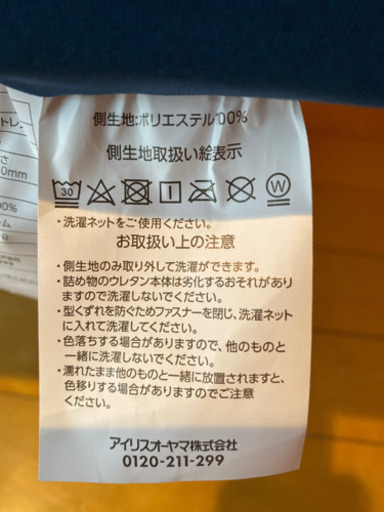 側生地:ポリエステル100%
側生地取扱い絵表示
30
W
・洗濯ネットをご使用ください。
お取扱い上の注意
・側生地のみ取り外して洗濯ができます。
・詰め物のウレタン本体は劣化するおそれがあり
ますので洗濯しないでください。
・型くずれを防ぐためファスナーを閉じ、洗濯ネット
に入れて洗濯してください。
・色落ちする場合がありますので、他のものと
一緒に洗濯しないでください。
・濡れたまま他のものと一緒に放置されますと、
色移りする場合がありますのでご注意
ください。
アイリスオーヤマ株式会社
0120-211-299
トレ
さ
0mm
00%